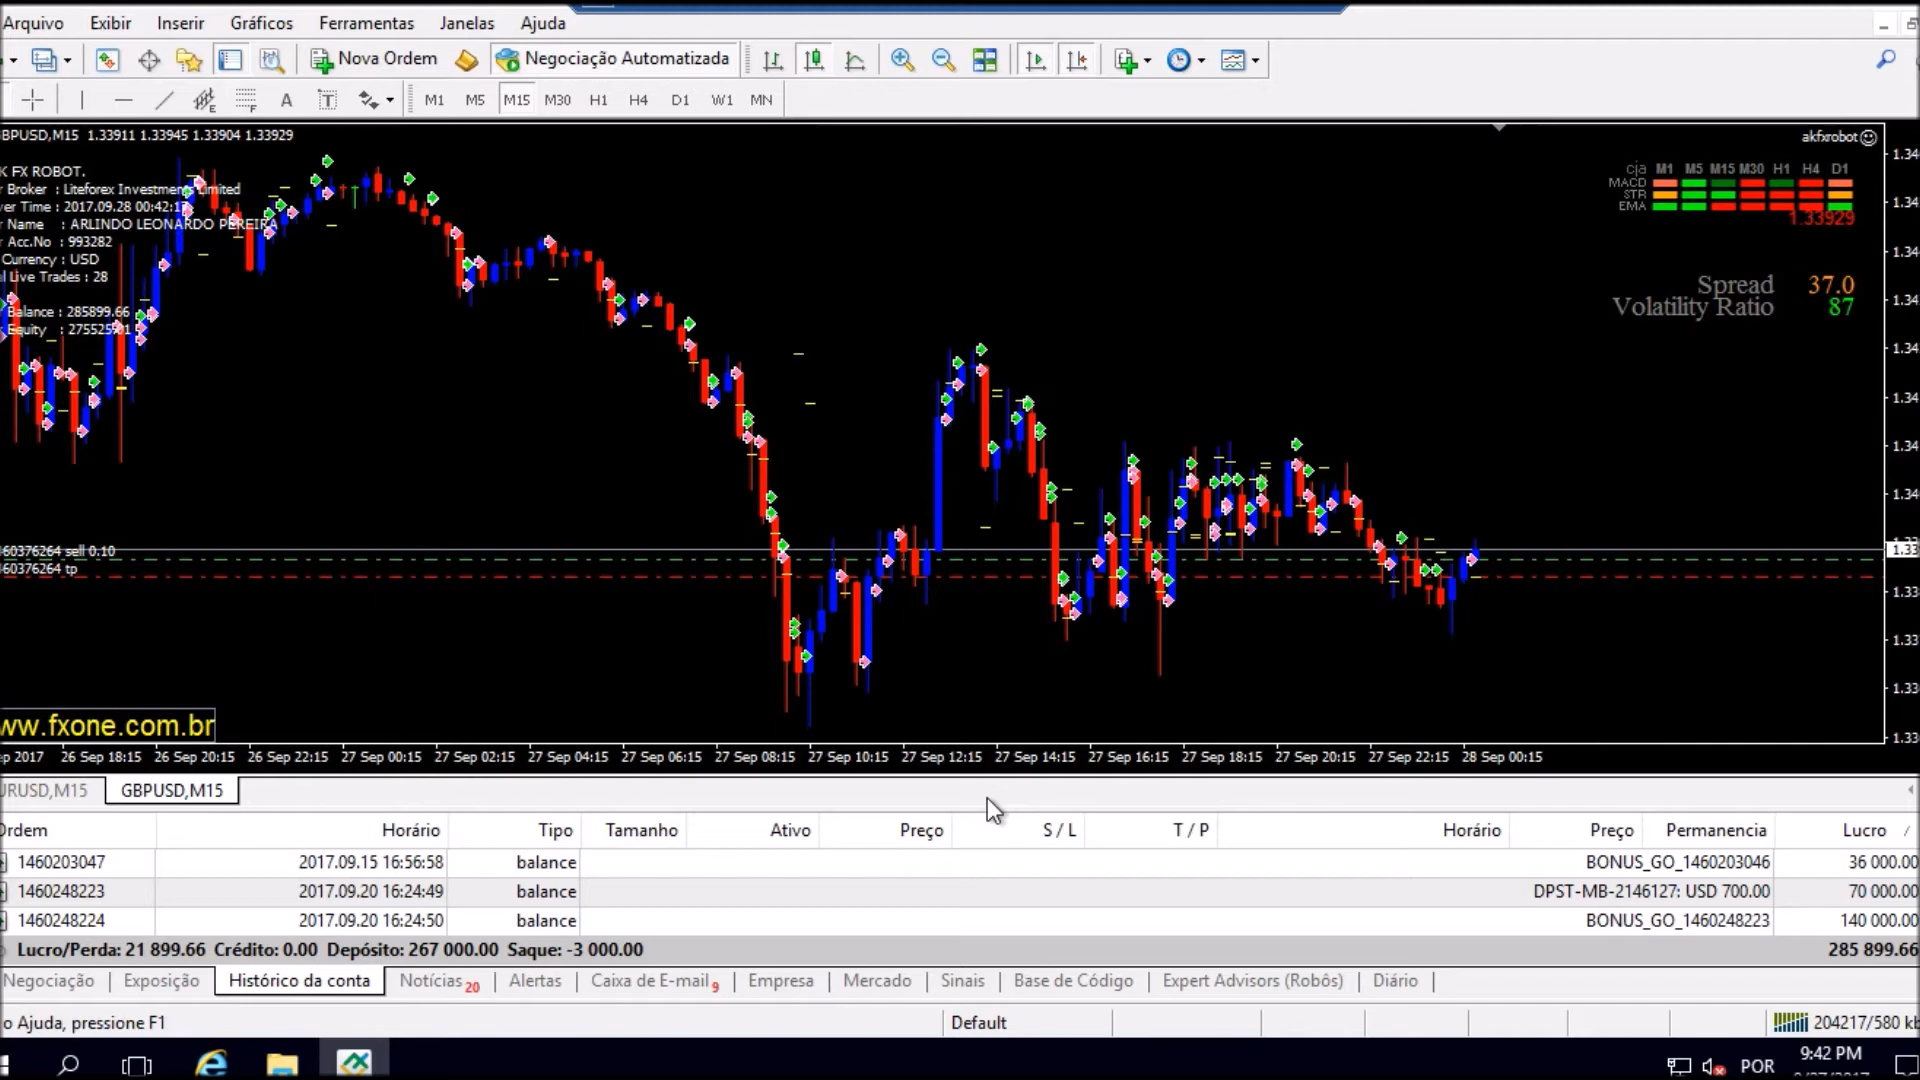 Arquivo Exibir Inserir Gráficos Ferramentas Janelas Ajuda
Nova Ordem Negociação Automatizada
A T M1 M5 M15 M30 H1 H4 D1 W1 MN
BPUSD,M15 1.33911 1.33945 1.33904 1.33929
akfxrobot
K FX ROBOT.
Broker : Liteforex Investments Limited
ver Time : 2017.09.28 00:42:1
Name : ARLINDO LEONARDO PEREIRA
Acc.No : 993282
Currency : USD
l Live Trades : 28
Balance : 285899.66
Equity : 275525.01
cja M1 M5 M15 M30 H1 H4 D1
MACD
STR
EMA
1.33929
Spread 37.0
Volatility Ratio 87
460376264 sell 0.10
460376264 tp
ww.fxone.com.br
ep 2017 26 Sep 18:15 26 Sep 20:15 26 Sep 22:15 27 Sep 00:15 27 Sep 02:15 27 Sep 04:15 27 Sep 06:15 27 Sep 08:15 27 Sep 10:15 27 Sep 12:15 27 Sep 14:15 27 Sep 16:15 27 Sep 18:15 27 Sep 20:15 27 Sep 22:15 28 Sep 00:15
URUSD,M15 GBPUSD,M15
Ordem Horário Tipo Tamanho Ativo Preço S / L T / P Horário Preço Permanencia Lucro /
1460203047 2017.09.15 16:56:58 balance BONUS_GO_1460203046 36 000.00
1460248223 2017.09.20 16:24:49 balance DPST-MB-2146127: USD 700.00 70 000.00
1460248224 2017.09.20 16:24:50 balance BONUS_GO_1460248223 140 000.00
Lucro/Perda: 21 899.66 Crédito: 0.00 Depósito: 267 000.00 Saque: -3 000.00 285 899.66
Negociação Exposição Histórico da conta Notícias 20 Alertas Caixa de E-mail 9 Empresa Mercado Sinais Base de Código Expert Advisors (Robôs) Diário
o Ajuda, pressione F1 Default 204217/580 kb
POR 9:42 PM